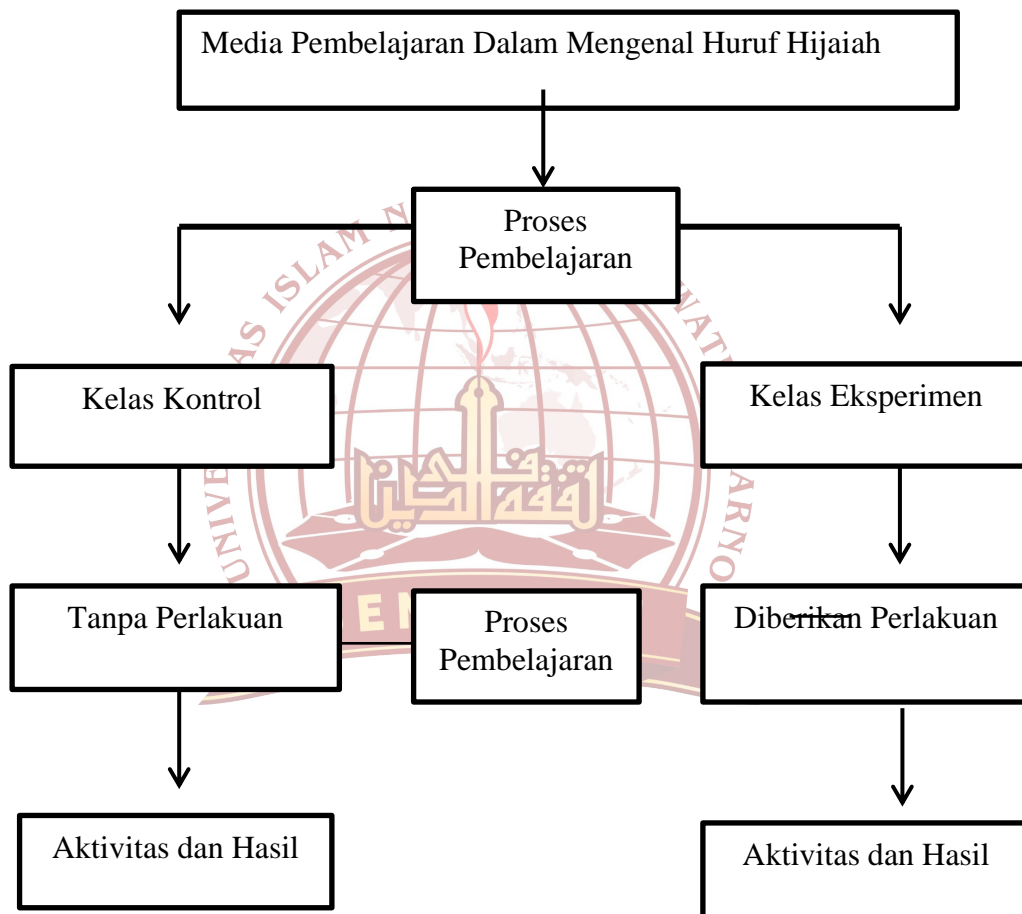 Media Pembelajaran Dalam Mengenal Huruf Hijaiah
Proses
Pembelajaran
Kelas Kontrol
Kelas Eksperimen
Tanpa Perlakuan
Proses
Pembelajaran
Diberikan Perlakuan
Aktivitas dan Hasil
Aktivitas dan Hasil
ISLAM